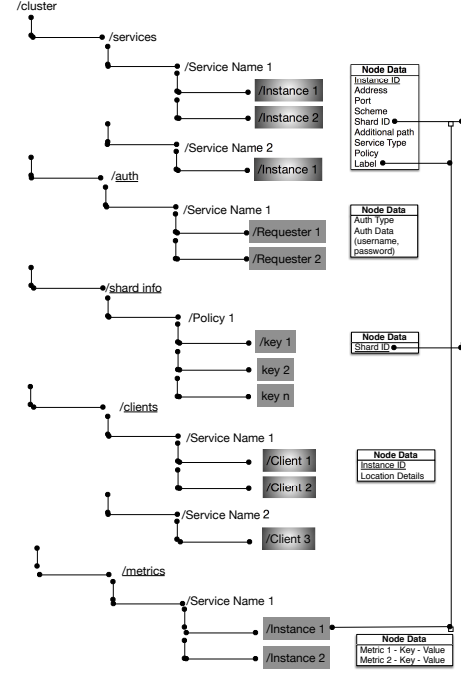 /cluster
/services
/Service Name 1
/Instance 1
/Instance 2
/Service Name 2
/Instance 1
Node Data
Instance ID
Address
Port
Scheme
Shard ID
Additional path
Service Type
Policy
Label
/auth
/Service Name 1
/Requester 1
/Requester 2
Node Data
Auth Type
Auth Data
(username,
password)
/shard info
/Policy 1
/key 1
key 2
key n
Node Data
Shard ID
/clients
/Service Name 1
/Client 1
/Client 2
Node Data
Instance ID
Location Details
/Service Name 2
/Client 3
/metrics
/Service Name 1
/Instance 1
/Instance 2
Node Data
Metric 1 - Key - Value
Metric 2 - Key - Value